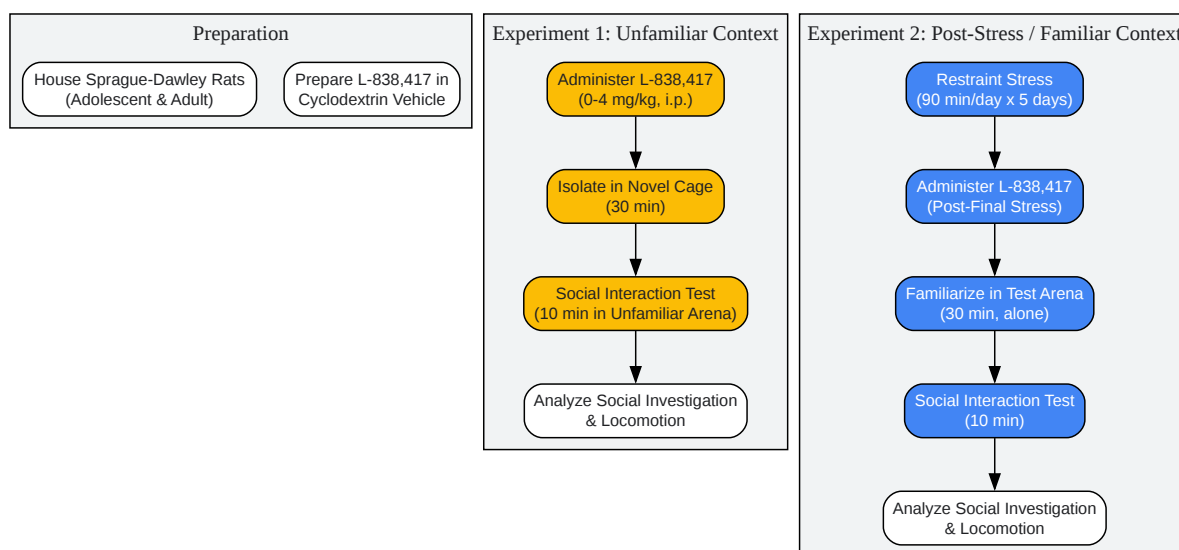 Preparation
House Sprague-Dawley Rats
(Adolescent & Adult)
Prepare L-838,417 in
Cyclodextrin Vehicle
Experiment 1: Unfamiliar Context
Administer L-838,417
(0-4 mg/kg, i.p.)
Isolate in Novel Cage
(30 min)
Social Interaction Test
(10 min in Unfamiliar Arena)
Analyze Social Investigation
& Locomotion
Experiment 2: Post-Stress / Familiar Context
Restraint Stress
(90 min/day x 5 days)
Administer L-838,417
(Post-Final Stress)
Familiarize in Test Arena
(30 min, alone)
Social Interaction Test
(10 min)
Analyze Social Investigation
& Locomotion